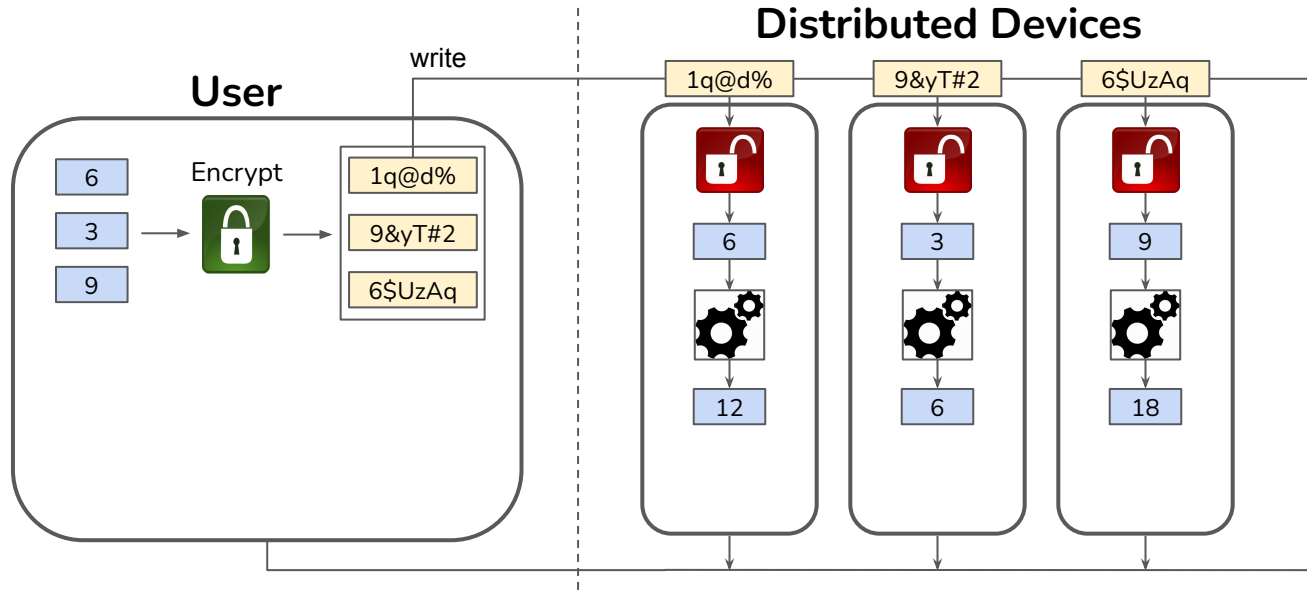 Distributed Devices
write
User
1q@d%
9&yT#2
6$UzAq
6
3
9
Encrypt
1q@d%
9&yT#2
6$UzAq
6
3
9
12
6
18